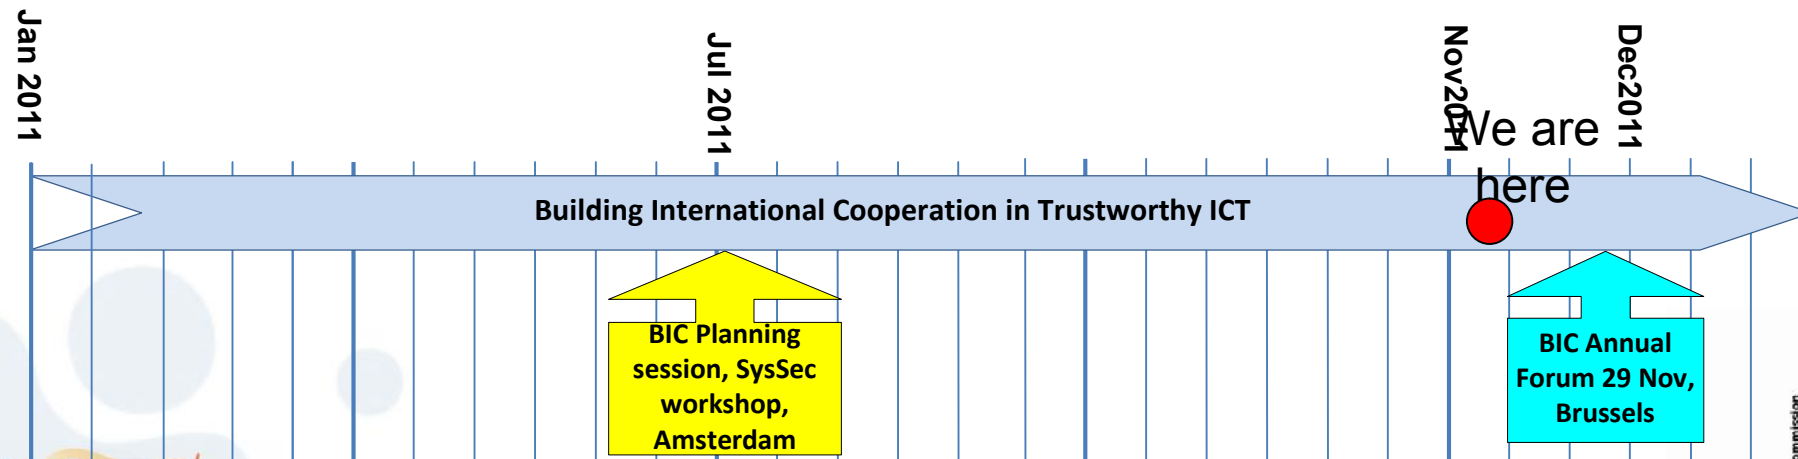 Jan 2011
Jul 2011
Nov2011
Dec2011
We are
here
Building International Cooperation in Trustworthy ICT
BIC Planning
session, SysSec
workshop,
Amsterdam
BIC Annual
Forum 29 Nov,
Brussels